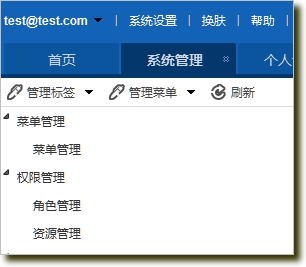 test@test.com | 系统设置 | 换肤 | 帮助 |
首页 系统管理 个人
管理标签 管理菜单 刷新
菜单管理
菜单管理
权限管理
角色管理
资源管理